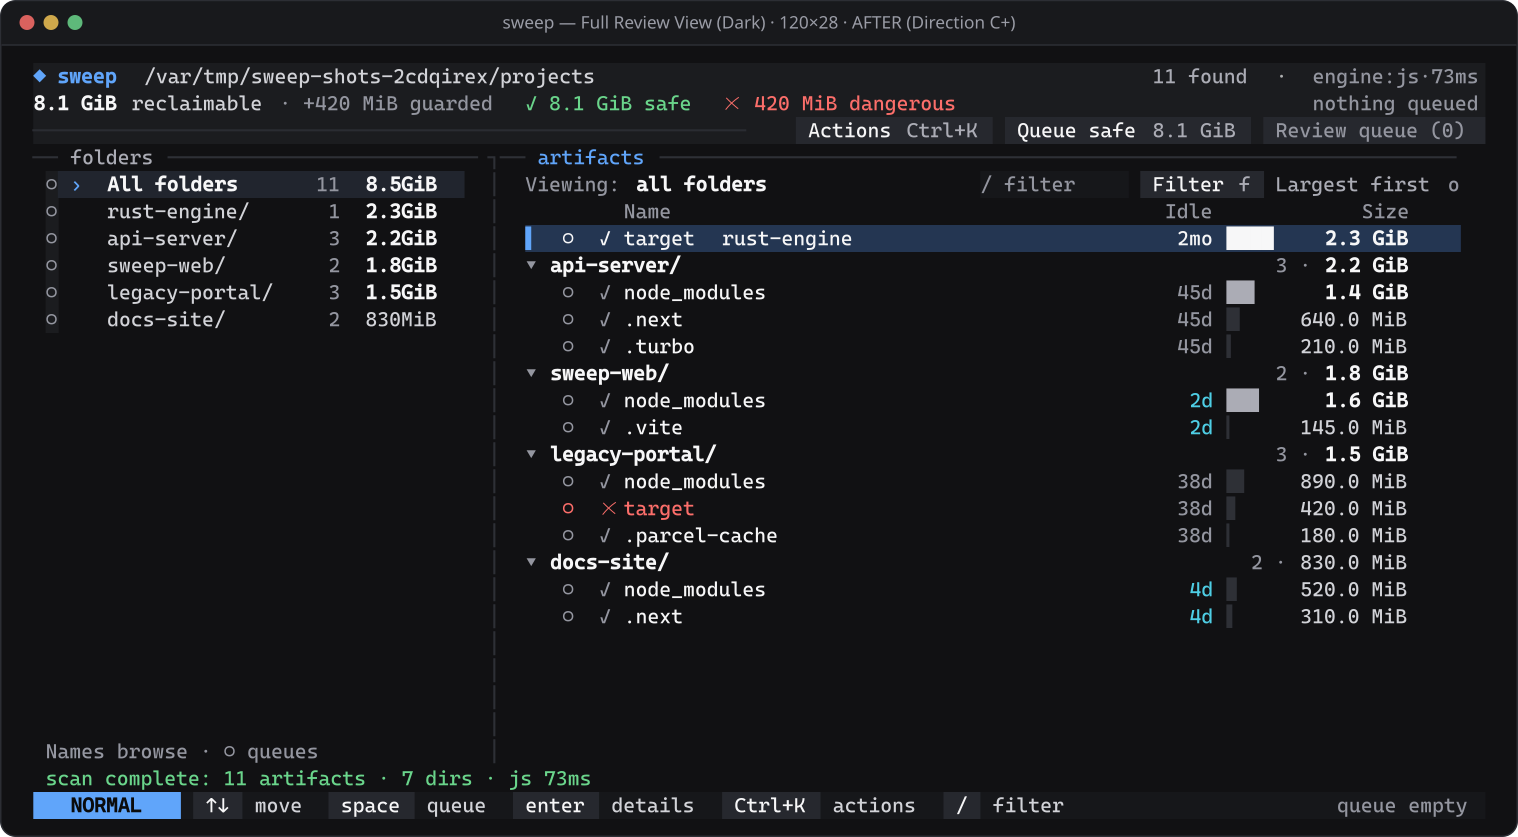 sweep — Full Review View (Dark) · 120×28 · AFTER (Direction C+)
◆ sweep /var/tmp/sweep-shots-2cdqirex/projects 11 found · engine:js·73ms
8.1 GiB reclaimable · +420 MiB guarded ✓ 8.1 GiB safe ✕ 420 MiB dangerous nothing queued
Actions Ctrl+K Queue safe 8.1 GiB Review queue (0)
folders
○ › All folders 11 8.5GiB
○ rust-engine/ 1 2.3GiB
○ api-server/ 3 2.2GiB
○ sweep-web/ 2 1.8GiB
○ legacy-portal/ 3 1.5GiB
○ docs-site/ 2 830MiB
artifacts
Viewing: all folders / filter Filter f Largest first o
Name Idle Size
○ ✓ target rust-engine 2mo 2.3 GiB
▾ api-server/ 3 · 2.2 GiB
○ ✓ node_modules 45d 1.4 GiB
○ ✓ .next 45d 640.0 MiB
○ ✓ .turbo 45d 210.0 MiB
▾ sweep-web/ 2 · 1.8 GiB
○ ✓ node_modules 2d 1.6 GiB
○ ✓ .vite 2d 145.0 MiB
▾ legacy-portal/ 3 · 1.5 GiB
○ ✓ node_modules 38d 890.0 MiB
○ ✕ target 38d 420.0 MiB
○ ✓ .parcel-cache 38d 180.0 MiB
▾ docs-site/ 2 · 830.0 MiB
○ ✓ node_modules 4d 520.0 MiB
○ ✓ .next 4d 310.0 MiB
Names browse · ○ queues
scan complete: 11 artifacts · 7 dirs · js 73ms
NORMAL ↑↓ move space queue enter details Ctrl+K actions / filter queue empty